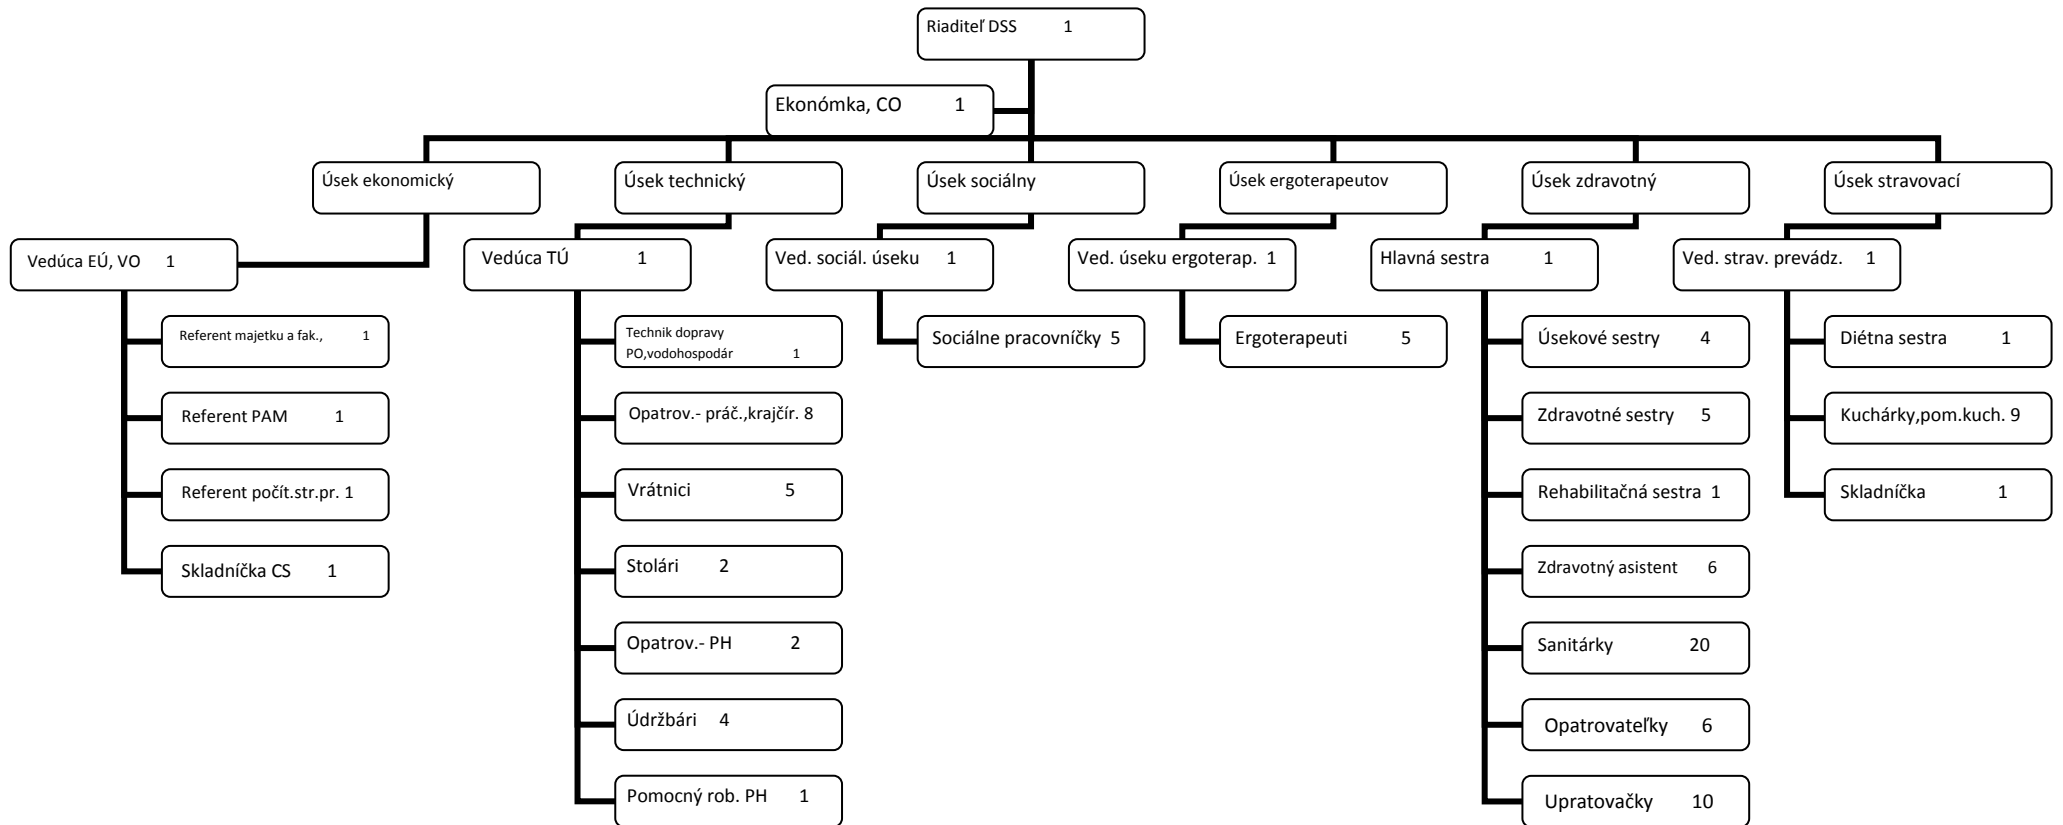 Riaditeľ DSS 1
Ekonómka, CO 1
Úsek ekonomický
Úsek technický
Úsek sociálny
Úsek ergoterapeutov
Úsek zdravotný
Úsek stravovací
Vedúca EÚ, VO 1
Vedúca TÚ 1
Ved. sociál. úseku 1
Ved. úseku ergoterap. 1
Hlavná sestra 1
Ved. strav. prevádz. 1
Referent majetku a fak., 1
Referent PAM 1
Referent počít.str.pr. 1
Skladníčka CS 1
Technik dopravy
PO,vodohospodár 1
Opatrov.- práč.,krajčír. 8
Vrátnici 5
Stolári 2
Opatrov.- PH 2
Údržbári 4
Pomocný rob. PH 1
Sociálne pracovníčky 5
Ergoterapeuti 5
Úsekové sestry 4
Zdravotné sestry 5
Rehabilitačná sestra 1
Zdravotný asistent 6
Sanitárky 20
Opatrovateľky 6
Upratovačky 10
Diétna sestra 1
Kuchárky,pom.kuch. 9
Skladníčka 1